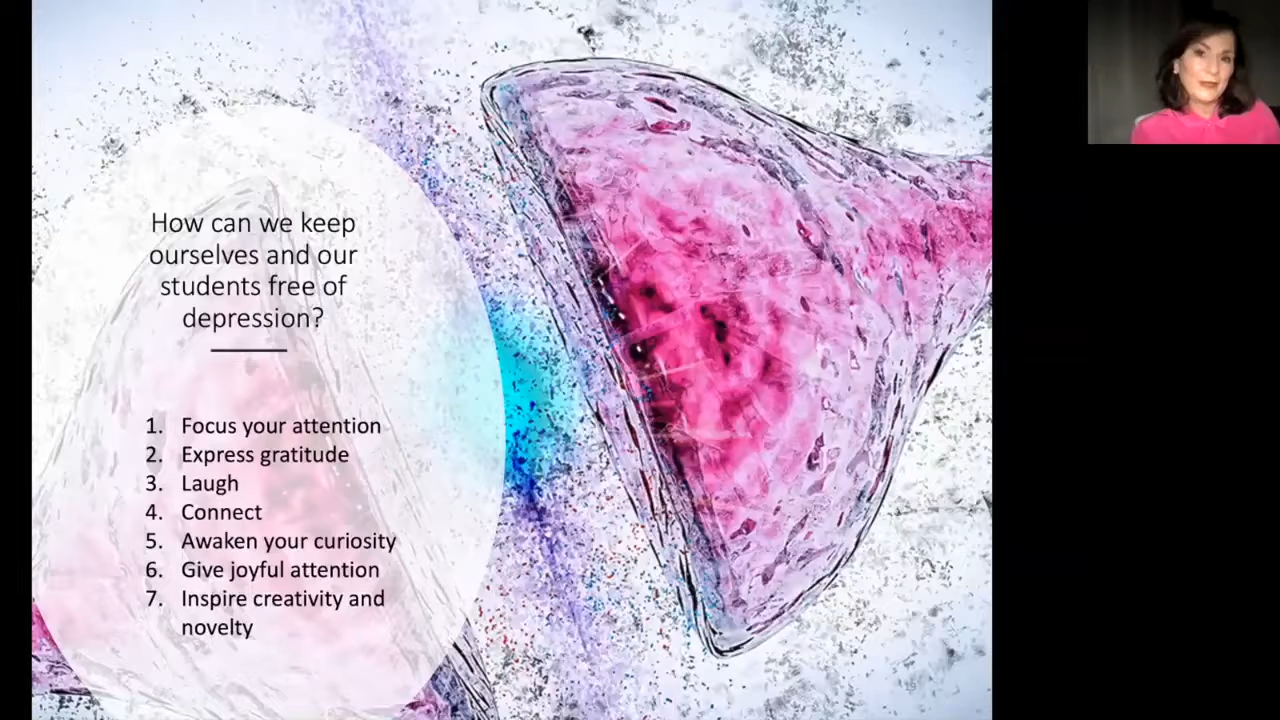 How can we keep
ourselves and our
students free of
depression?
1. Focus your attention
2. Express gratitude
3. Laugh
4. Connect
5. Awaken your curiosity
6. Give joyful attention
7. Inspire creativity and
novelty
19